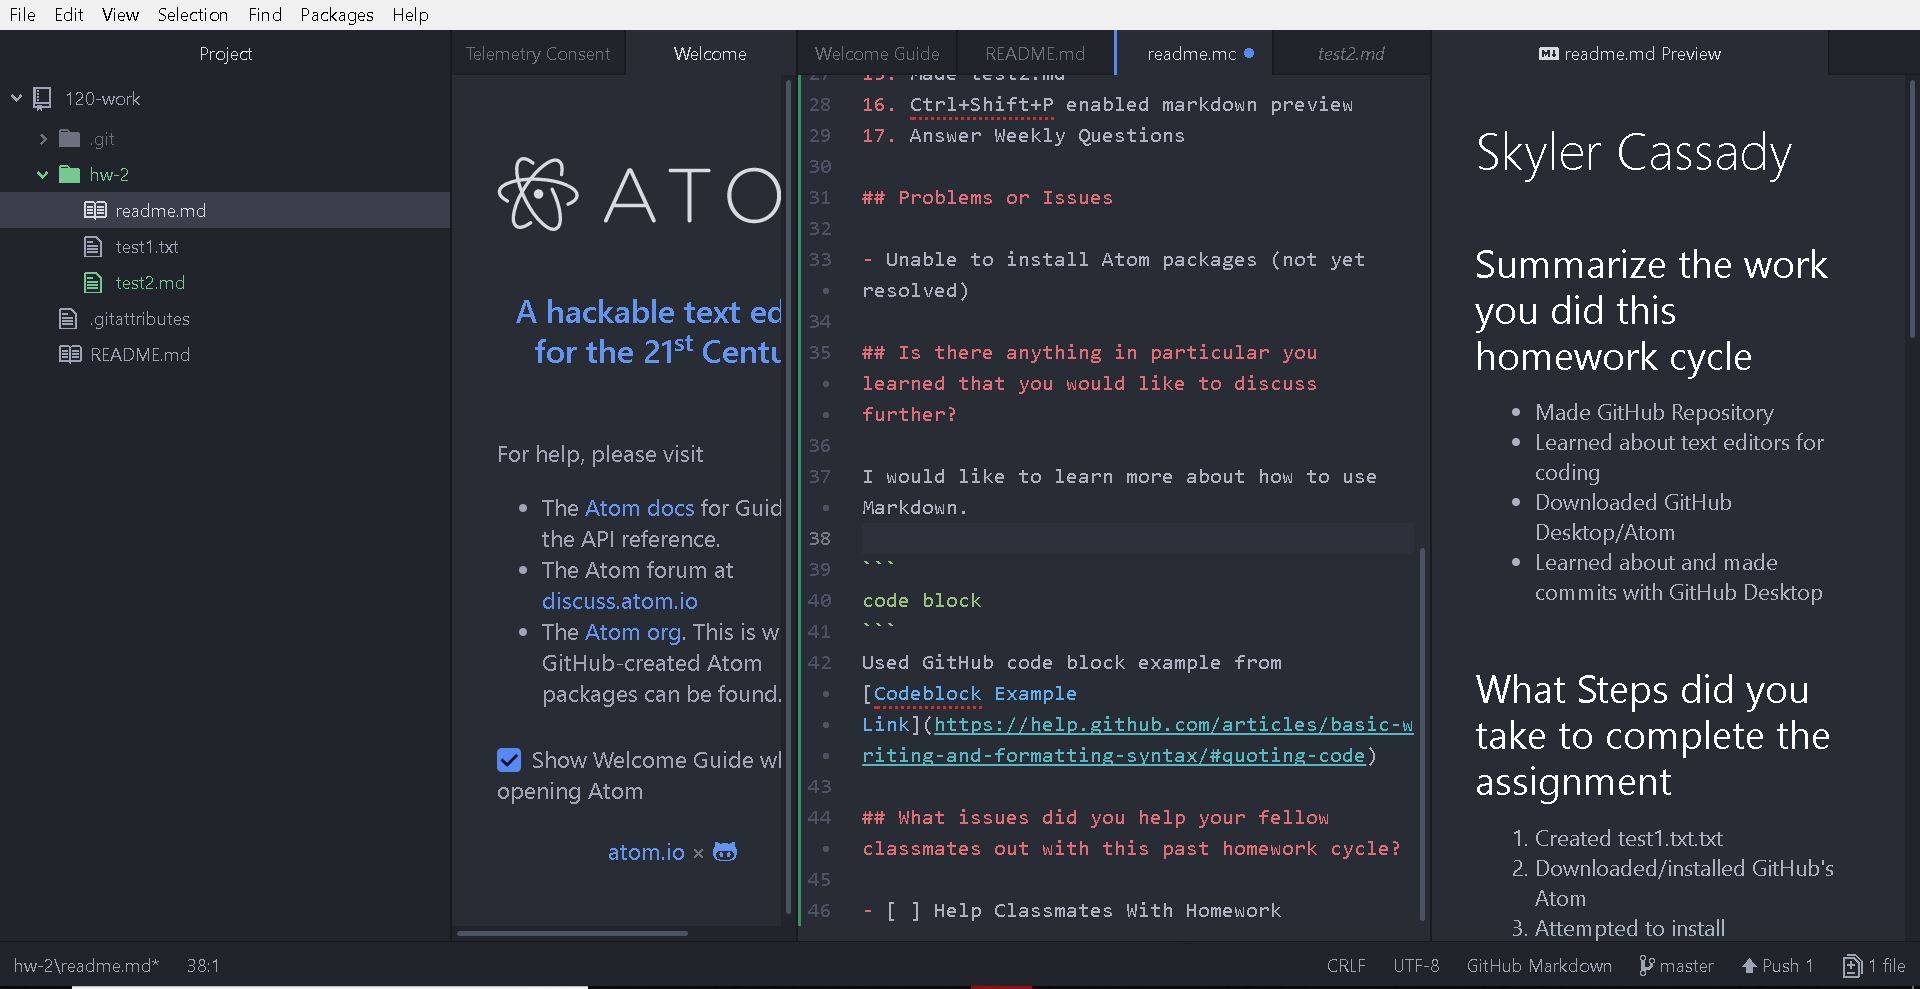 File Edit View Selection Find Packages Help
Project
120-work
.git
hw-2
readme.md
test1.txt
test2.md
.gitattributes
README.md
Telemetry Consent
Welcome
ATO
A hackable text ed
for the 21st Centu
For help, please visit
The Atom docs for Guid
the API reference.
The Atom forum at
discuss.atom.io
The Atom org. This is w
GitHub-created Atom
packages can be found.
Show Welcome Guide wh
opening Atom
atom.io ×
Welcome Guide
README.md
readme.mc
test2.md
27 15. Made test2.md
28 16. Ctrl+Shift+P enabled markdown preview
29 17. Answer Weekly Questions
30
31 ## Problems or Issues
32
33 - Unable to install Atom packages (not yet
• resolved)
34
35 ## Is there anything in particular you
• learned that you would like to discuss
• further?
36
37 I would like to learn more about how to use
• Markdown.
38
39 ```
40 code block
41 ```
42 Used GitHub code block example from
• [Codeblock Example
• Link](https://help.github.com/articles/basic-w
• riting-and-formatting-syntax/#quoting-code)
43
44 ## What issues did you help your fellow
• classmates out with this past homework cycle?
45
46 - [ ] Help Classmates With Homework
readme.md Preview
Skyler Cassady
Summarize the work
you did this
homework cycle
• Made GitHub Repository
• Learned about text editors for
coding
• Downloaded GitHub
Desktop/Atom
• Learned about and made
commits with GitHub Desktop
What Steps did you
take to complete the
assignment
1. Created test1.txt.txt
2. Downloaded/installed GitHub's
Atom
3. Attempted to install
hw-2\readme.md* 38:1
CRLF UTF-8 GitHub Markdown master Push 1 1 file